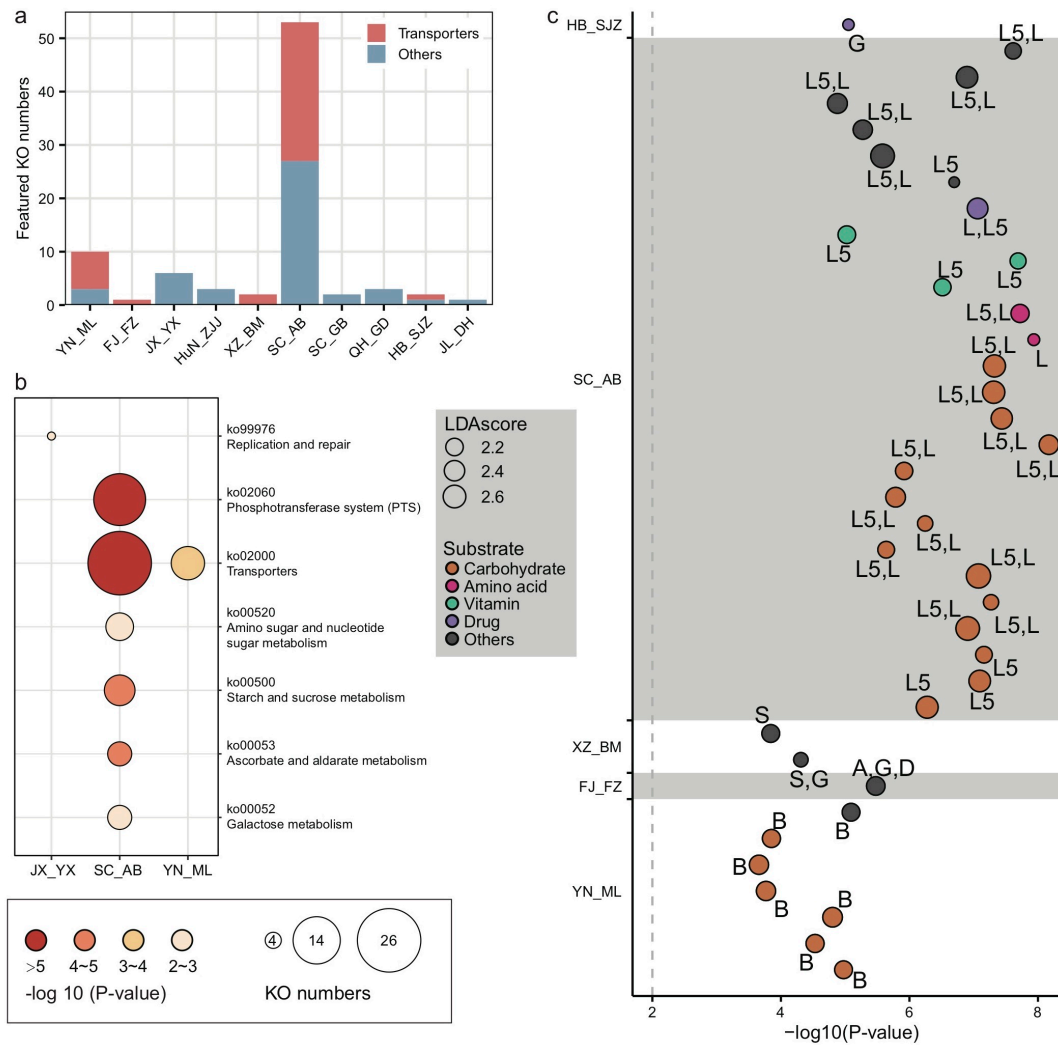 a
Featured KO numbers
50
40
30
20
10
0
Transporters
Others
YN_ML
FJ_FZ
JX_YX
HuN_ZJJ
XZ_BM
SC_AB
SC_GB
QH_GD
HB_SJZ
JL_DH
b
ko99976
Replication and repair
ko02060
Phosphotransferase system (PTS)
ko02000
Transporters
ko00520
Amino sugar and nucleotide
sugar metabolism
ko00500
Starch and sucrose metabolism
ko00053
Ascorbate and aldarate metabolism
ko00052
Galactose metabolism
JX_YX
SC_AB
YN_ML
>5
4~5
3~4
2~3
-log 10 (P-value)
4
14
26
KO numbers
LDAscore
2.2
2.4
2.6
Substrate
Carbohydrate
Amino acid
Vitamin
Drug
Others
c
HB_SJZ
SC_AB
XZ_BM
FJ_FZ
YN_ML
G
L5,L
L5,L
L5,L
L5,L
L5,L
L5
L,L5
L5
L5
L5
L5,L
L
L5,L
L5,L
L5,L
L5,L
L5,L
L5,L
L5,L
L5,L
L5,L
L5,L
L5,L
L5
L5
L5
S
S,G
A,G,D
B
B
B
B
B
B
B
2
4
6
8
−log10(P-value)